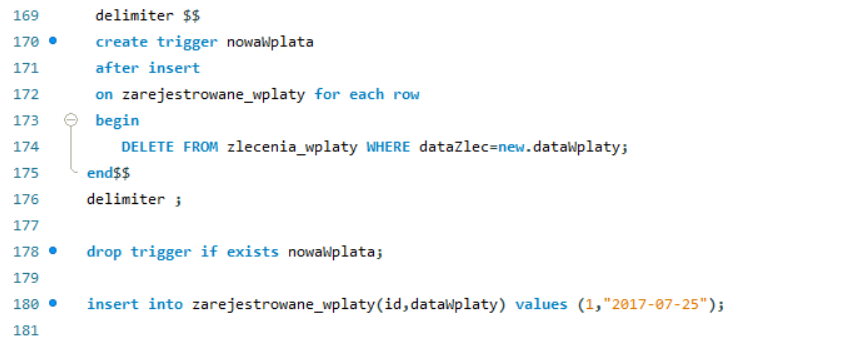 169 delimiter $$
170 create trigger nowaWplata
171 after insert
172 on zarejestrowane_wplaty for each row
173 begin
174 DELETE FROM zlecenia_wplaty WHERE dataZlec=new.dataWplaty;
175 end$$
176 delimiter ;
177
178 drop trigger if exists nowaWplata;
179
180 insert into zarejestrowane_wplaty(id,dataWplaty) values (1,"2017-07-25");
181